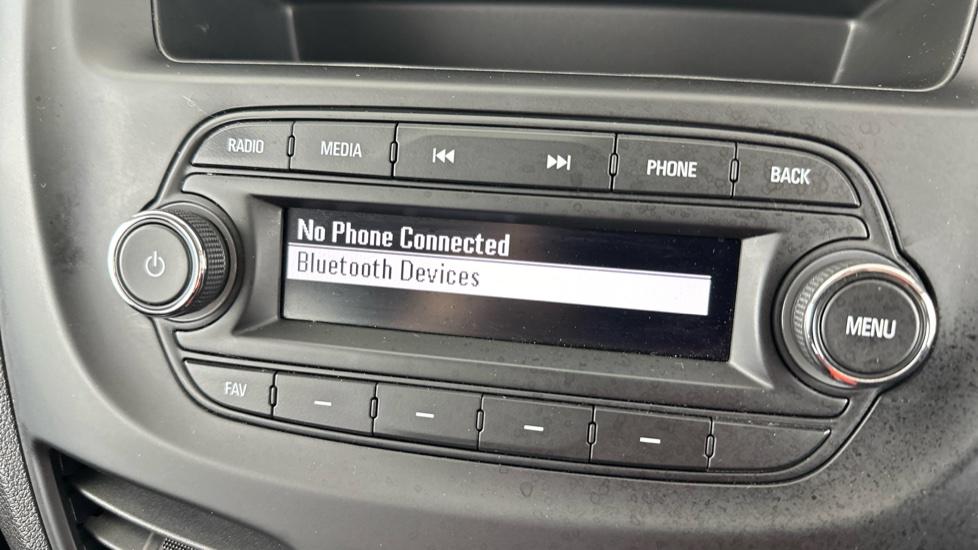 RADIO MEDIA PHONE BACK
No Phone Connected
Bluetooth Devices
MENU
FAV